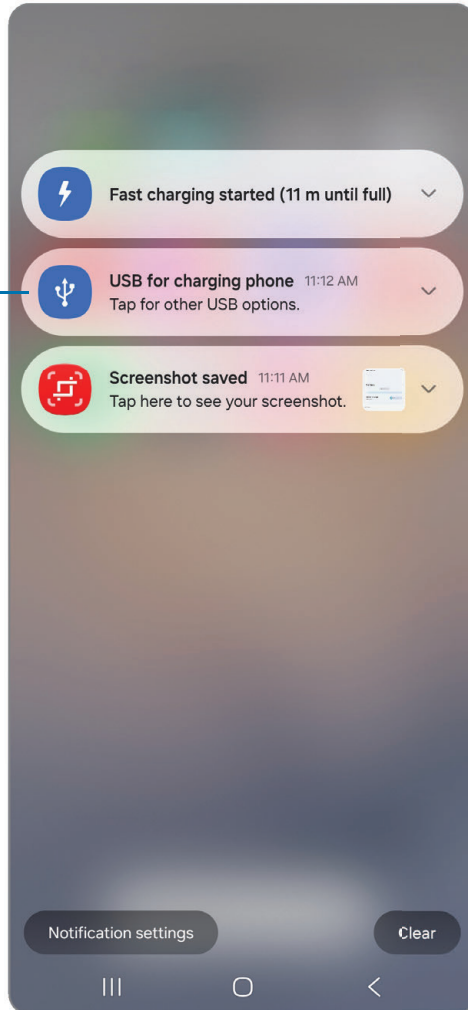 Fast charging started (11 m until full)
USB for charging phone 11:12 AM
Tap for other USB options.
Screenshot saved 11:11 AM
Tap here to see your screenshot.
Notification settings
Clear